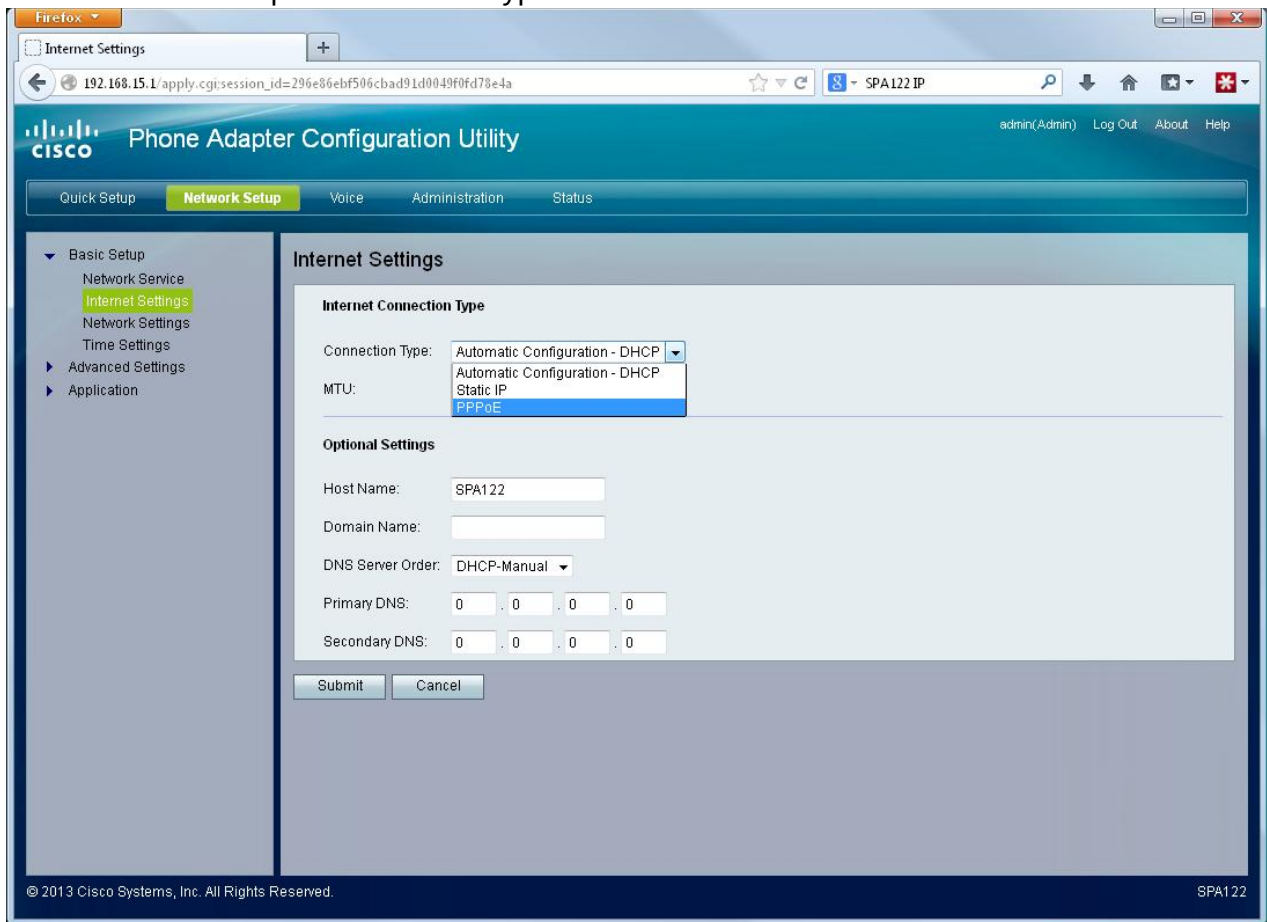 Firefox
Internet Settings
+
192.168.15.1/apply.cgi;session_id=296e86ebf506cbad91d0049f0fd78e4a
8 SPA122 IP
CISCO
Phone Adapter Configuration Utility
admin(Admin) Log Out About Help
Quick Setup Network Setup Voice Administration Status
Basic Setup
Network Service
Internet Settings
Network Settings
Time Settings
Advanced Settings
Application
Internet Settings
Internet Connection Type
Connection Type: Automatic Configuration - DHCP
Automatic Configuration - DHCP
MTU: Static IP
PPPoE
Optional Settings
Host Name: SPA122
Domain Name:
DNS Server Order: DHCP-Manual
Primary DNS: 0 . 0 . 0 . 0
Secondary DNS: 0 . 0 . 0 . 0
Submit Cancel
© 2013 Cisco Systems, Inc. All Rights Reserved. SPA122